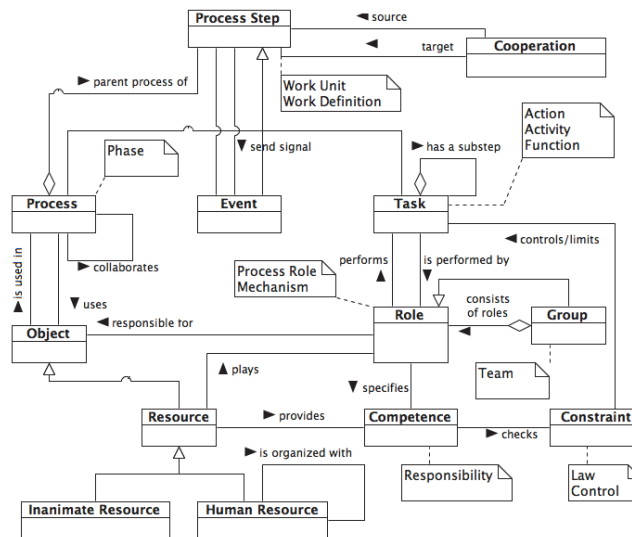 Process Step
source
target
Cooperation
parent process of
Work Unit
Work Definition
Action
Activity
Function
Phase
send signal
has a substep
Process
Event
Task
controls/limits
is used in
collaborates
performs
is performed by
Process Role
Mechanism
uses
consists
of roles
Object
responsible for
Role
Group
plays
specifies
Team
Resource
provides
Competence
checks
Constraint
is organized with
Responsibility
Law
Control
Inanimate Resource
Human Resource